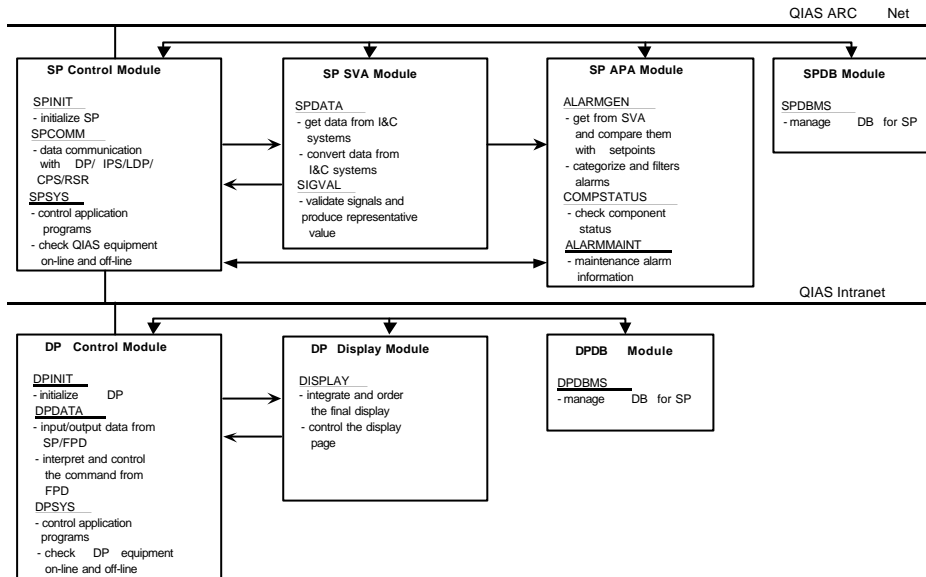 QIAS ARC Net
SP Control Module
SPINIT
- initialize SP
SPCOMM
- data communication
with DP/ IPS/LDP/
CPS/RSR
SPSYS
- control application
programs
- check QIAS equipment
on-line and off-line
SP SVA Module
SPDATA
- get data from I&C
systems
- convert data from
I&C systems
SIGVAL
- validate signals and
produce representative
value
SP APA Module
ALARMGEN
- get from SVA
and compare them
with setpoints
- categorize and filters
alarms
COMPSTATUS
- check component
status
ALARMMAINT
- maintenance alarm
information
SPDB Module
SPDBMS
- manage DB for SP
QIAS Intranet
DP Control Module
DPINIT
- initialize DP
DPDATA
- input/output data from
SP/FPD
- interpret and control
the command from
FPD
DPSYS
- control application
programs
- check DP equipment
on-line and off-line
DP Display Module
DISPLAY
- integrate and order
the final display
- control the display
page
DPDB Module
DPDBMS
- manage DB for SP